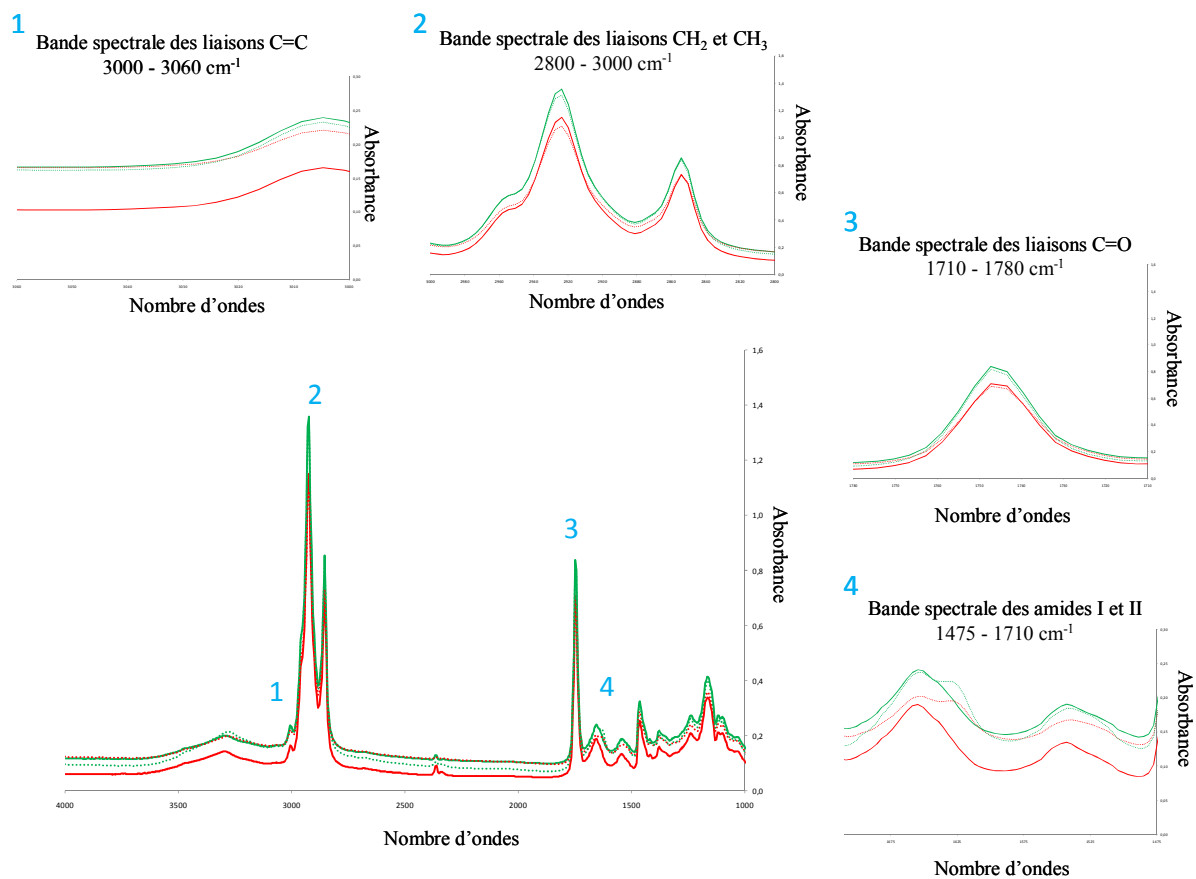 1
Bande spectrale des liaisons C=C
3000 - 3060 cm⁻¹
Absorbance
Nombre d'ondes
2
Bande spectrale des liaisons CH₂ et CH₃
2800 - 3000 cm⁻¹
Absorbance
Nombre d'ondes
3
Bande spectrale des liaisons C=O
1710 - 1780 cm⁻¹
Absorbance
Nombre d'ondes
1,6
1,4
1,2
1,0
0,8
0,6
0,4
0,2
0,0
2
3
1
4
4000 3500 3000 2500 2000 1500 1000
Absorbance
Nombre d'ondes
4
Bande spectrale des amides I et II
1475 - 1710 cm⁻¹
Absorbance
Nombre d'ondes